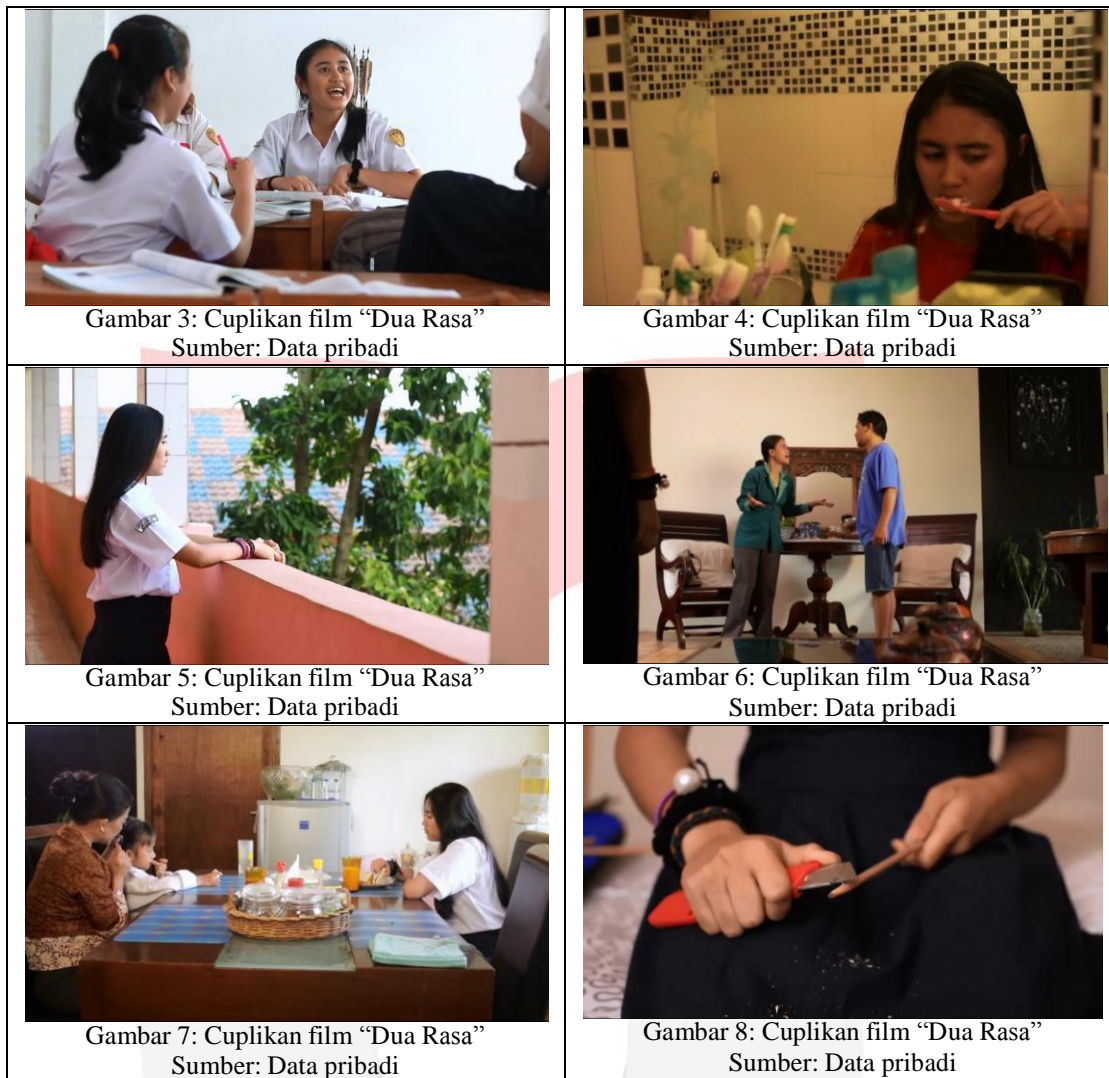 Gambar 3: Cuplikan film “Dua Rasa”
Sumber: Data pribadi
Gambar 4: Cuplikan film “Dua Rasa”
Sumber: Data pribadi
Gambar 5: Cuplikan film “Dua Rasa”
Sumber: Data pribadi
Gambar 6: Cuplikan film “Dua Rasa”
Sumber: Data pribadi
Gambar 7: Cuplikan film “Dua Rasa”
Sumber: Data pribadi
Gambar 8: Cuplikan film “Dua Rasa”
Sumber: Data pribadi